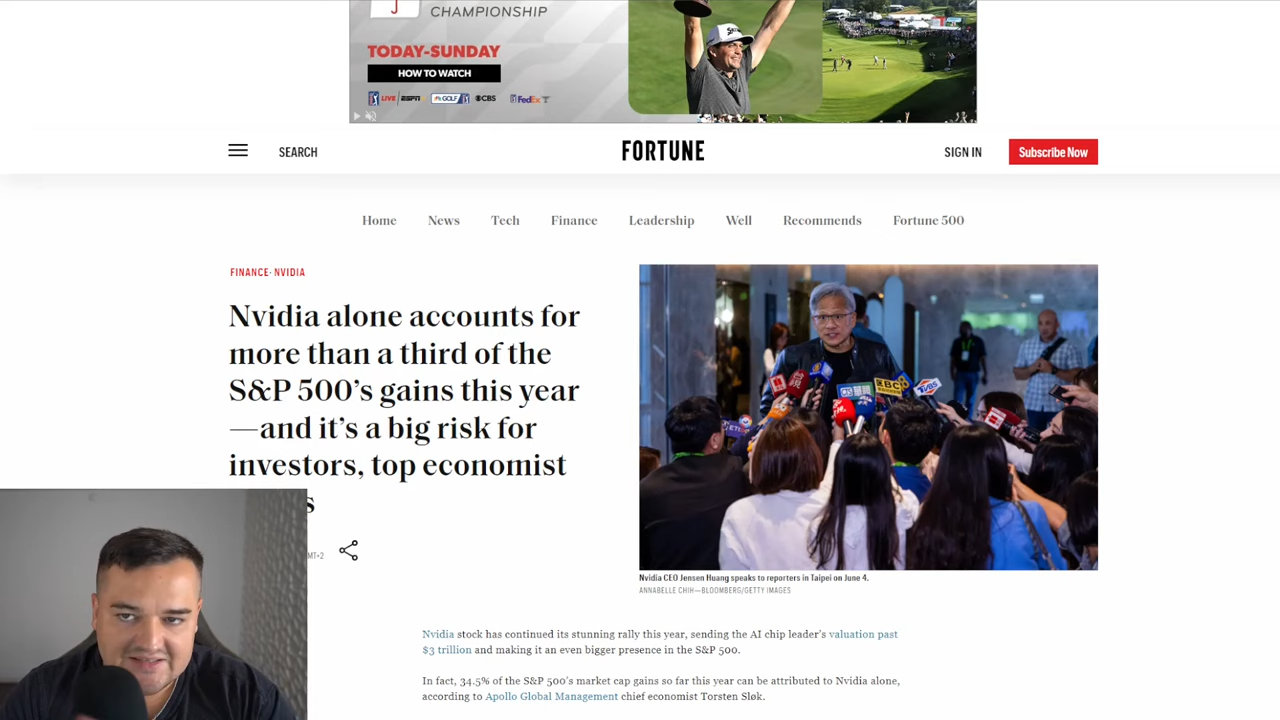 J
CHAMPIONSHIP
TODAY-SUNDAY
HOW TO WATCH
LIVE ESPN+ GOLF CBS FedEx
SEARCH
FORTUNE
SIGN IN
Subscribe Now
Home News Tech Finance Leadership Well Recommends Fortune 500
FINANCE· NVIDIA
Nvidia alone accounts for
more than a third of the
S&P 500's gains this year
—and it's a big risk for
investors, top economist
s
MT+2
Nvidia CEO Jensen Huang speaks to reporters in Taipei on June 4.
ANNABELLE CHIH—BLOOMBERG/GETTY IMAGES
Nvidia stock has continued its stunning rally this year, sending the AI chip leader's valuation past
$3 trillion and making it an even bigger presence in the S&P 500.
In fact, 34.5% of the S&P 500's market cap gains so far this year can be attributed to Nvidia alone,
according to Apollo Global Management chief economist Torsten Sløk.